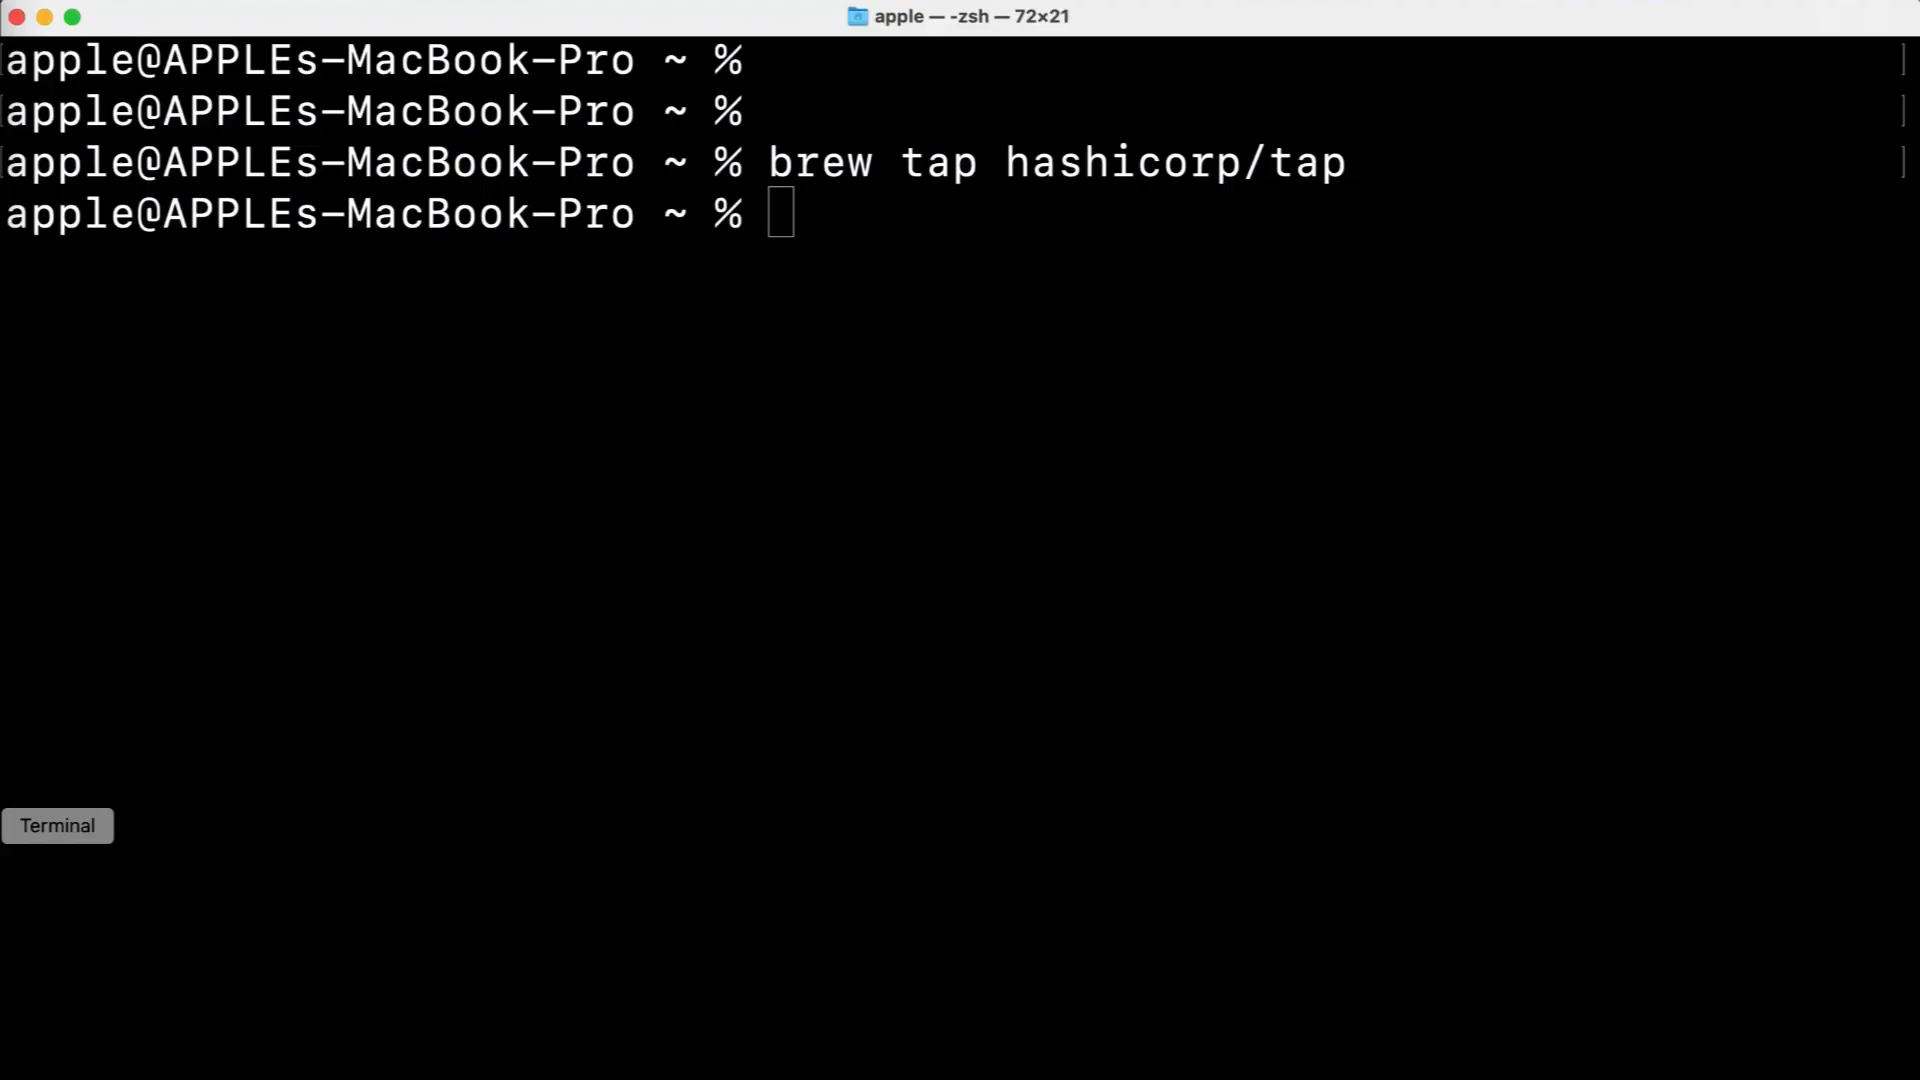 apple — -zsh — 72×21
apple@APPLEs-MacBook-Pro ~ %
apple@APPLEs-MacBook-Pro ~ %
apple@APPLEs-MacBook-Pro ~ % brew tap hashicorp/tap
apple@APPLEs-MacBook-Pro ~ %
Terminal